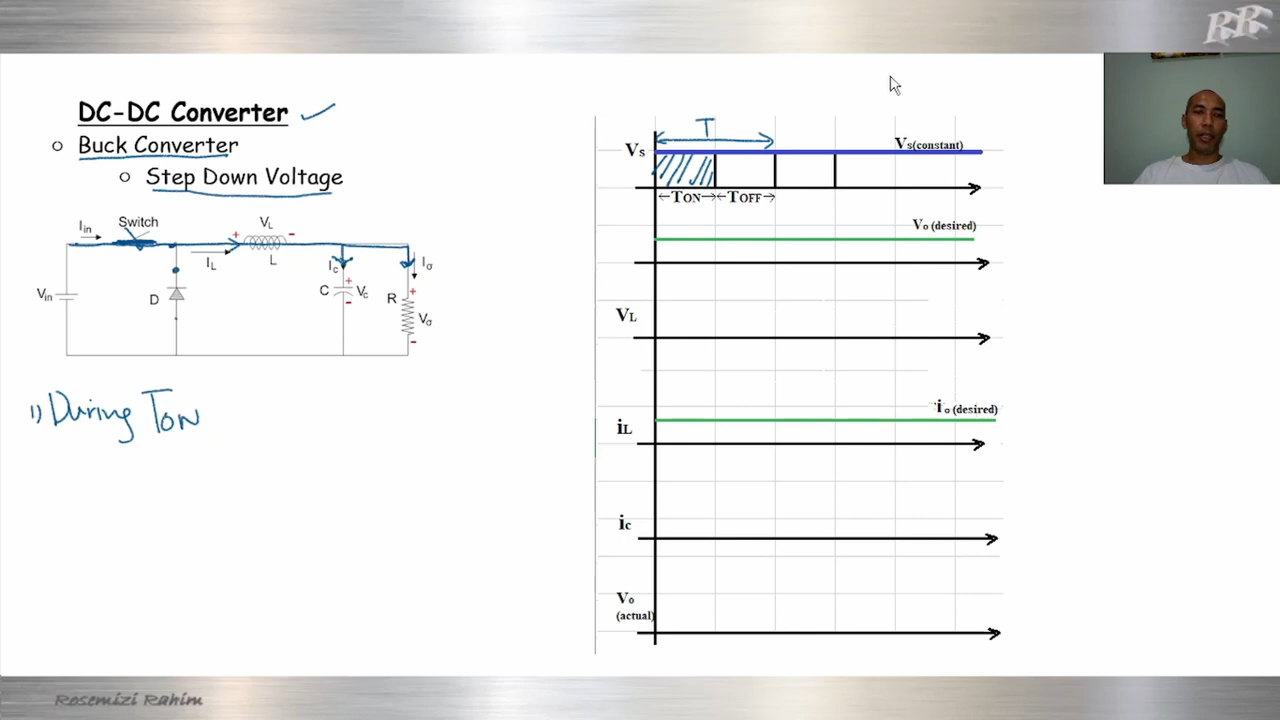 RR
DC-DC Converter
Buck Converter
Step Down Voltage
Switch
Iin
VL
+ -
IL
L
Ic
Io
Vin
D
C
+
Vc
-
R
+
Vo
-
1) During TON
T
Vs
Vs(constant)
TON
TOFF
Vo (desired)
VL
io (desired)
iL
ic
Vo
(actual)
Rosemizi Rahim